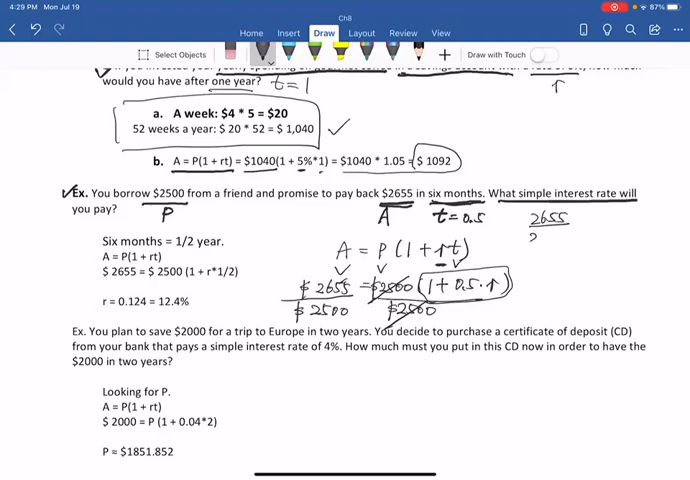 4:29 PM Mon Jul 19
Ch8
87%
Home Insert Draw Layout Review View
Select Objects
Draw with Touch
would you have after one year? t=1
r
a. A week: $4 * 5 = $20
52 weeks a year: $ 20 * 52 = $ 1,040
b. A = P(1 + rt) = $1040(1 + 5%*1) = $1040 * 1.05 = $ 1092
Ex. You borrow $2500 from a friend and promise to pay back $2655 in six months. What simple interest rate will
you pay? P A t=0.5 2655
Six months = 1/2 year.
A = P(1 + rt)
$ 2655 = $ 2500 (1 + r*1/2)
r = 0.124 = 12.4%
A = P (1 + rt)
$ 2655 = $2500 (1 + 0.5 · r)
$ 2500 $2500
Ex. You plan to save $2000 for a trip to Europe in two years. You decide to purchase a certificate of deposit (CD)
from your bank that pays a simple interest rate of 4%. How much must you put in this CD now in order to have the
$2000 in two years?
Looking for P.
A = P(1 + rt)
$ 2000 = P (1 + 0.04*2)
P ≈ $1851.852